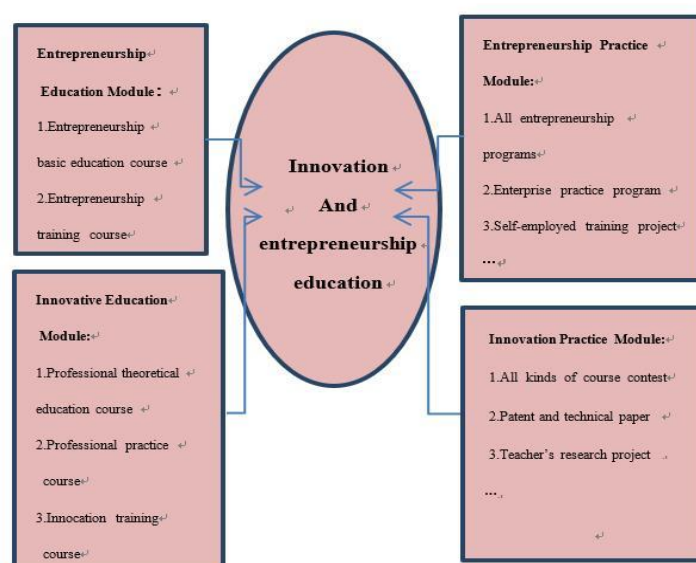 Entrepreneurship
Education Module：
1.Entrepreneurship
basic education course
2.Entrepreneurship
training course
Innovative Education
Module:
1.Professional theoretical
education course
2.Professional practice
course
3.Innocation training
course
Innovation
And
entrepreneurship
education
Entrepreneurship Practice
Module:
1.All entrepreneurship
programs
2.Enterprise practice program
3.Self-employed training project
...
Innovation Practice Module:
1.All kinds of course contest
2.Patent and technical paper
3.Teacher's research project
...